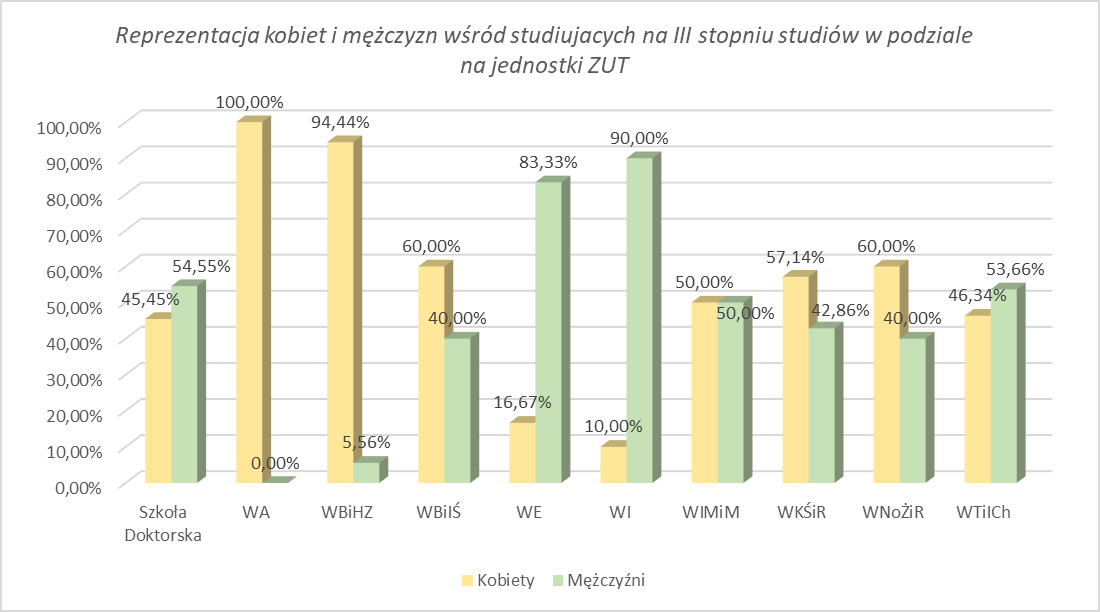 Reprezentacja kobiet i mężczyzn wśród studiujacych na III stopniu studiów w podziale
na jednostki ZUT
100,00%
90,00%
80,00%
70,00%
60,00%
50,00%
40,00%
30,00%
20,00%
10,00%
0,00%
45,45%
54,55%
100,00%
0,00%
94,44%
5,56%
60,00%
40,00%
16,67%
83,33%
10,00%
90,00%
50,00%
50,00%
57,14%
42,86%
60,00%
40,00%
46,34%
53,66%
Szkoła
Doktorska
WA
WBiHZ
WBiIŚ
WE
WI
WIMiM
WKŚiR
WNoŻiR
WTiICh
Kobiety
Mężczyźni